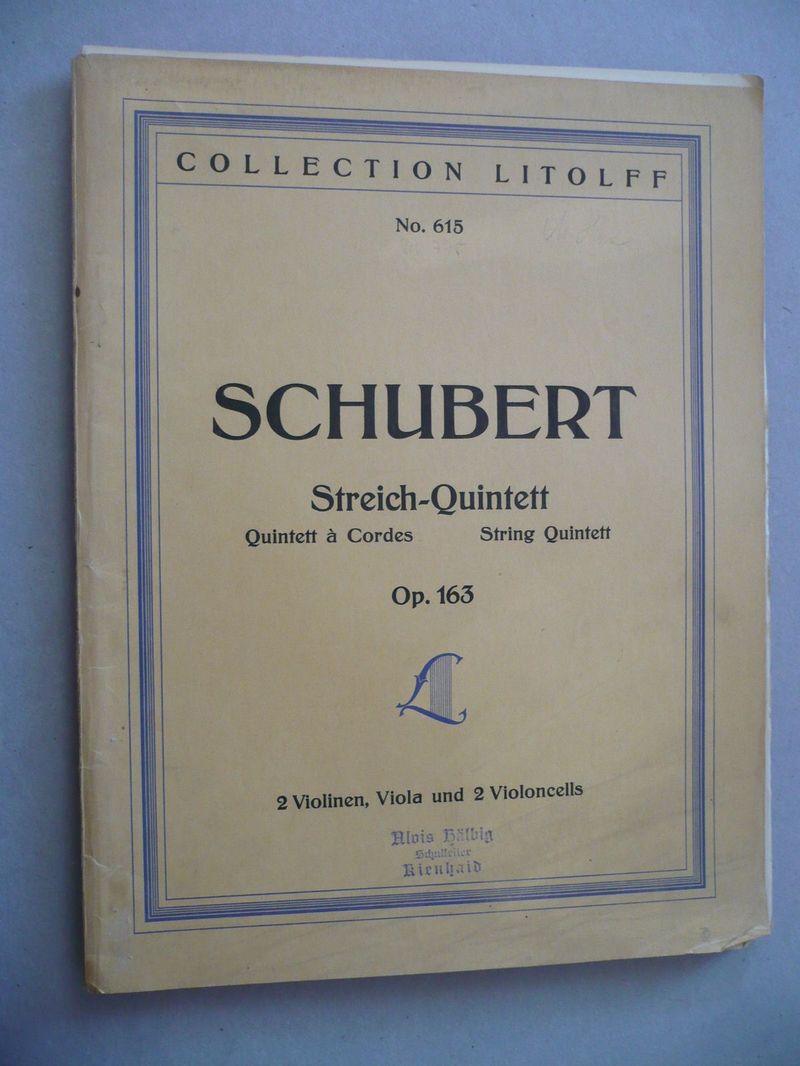 COLLECTION LITOLFF
No. 615
SCHUBERT
Streich-Quintett
Quintett à Cordes String Quintett
Op. 163
L
2 Violinen, Viola und 2 Violoncells
Alois Hälbig
Schulleiter
Kienhaid